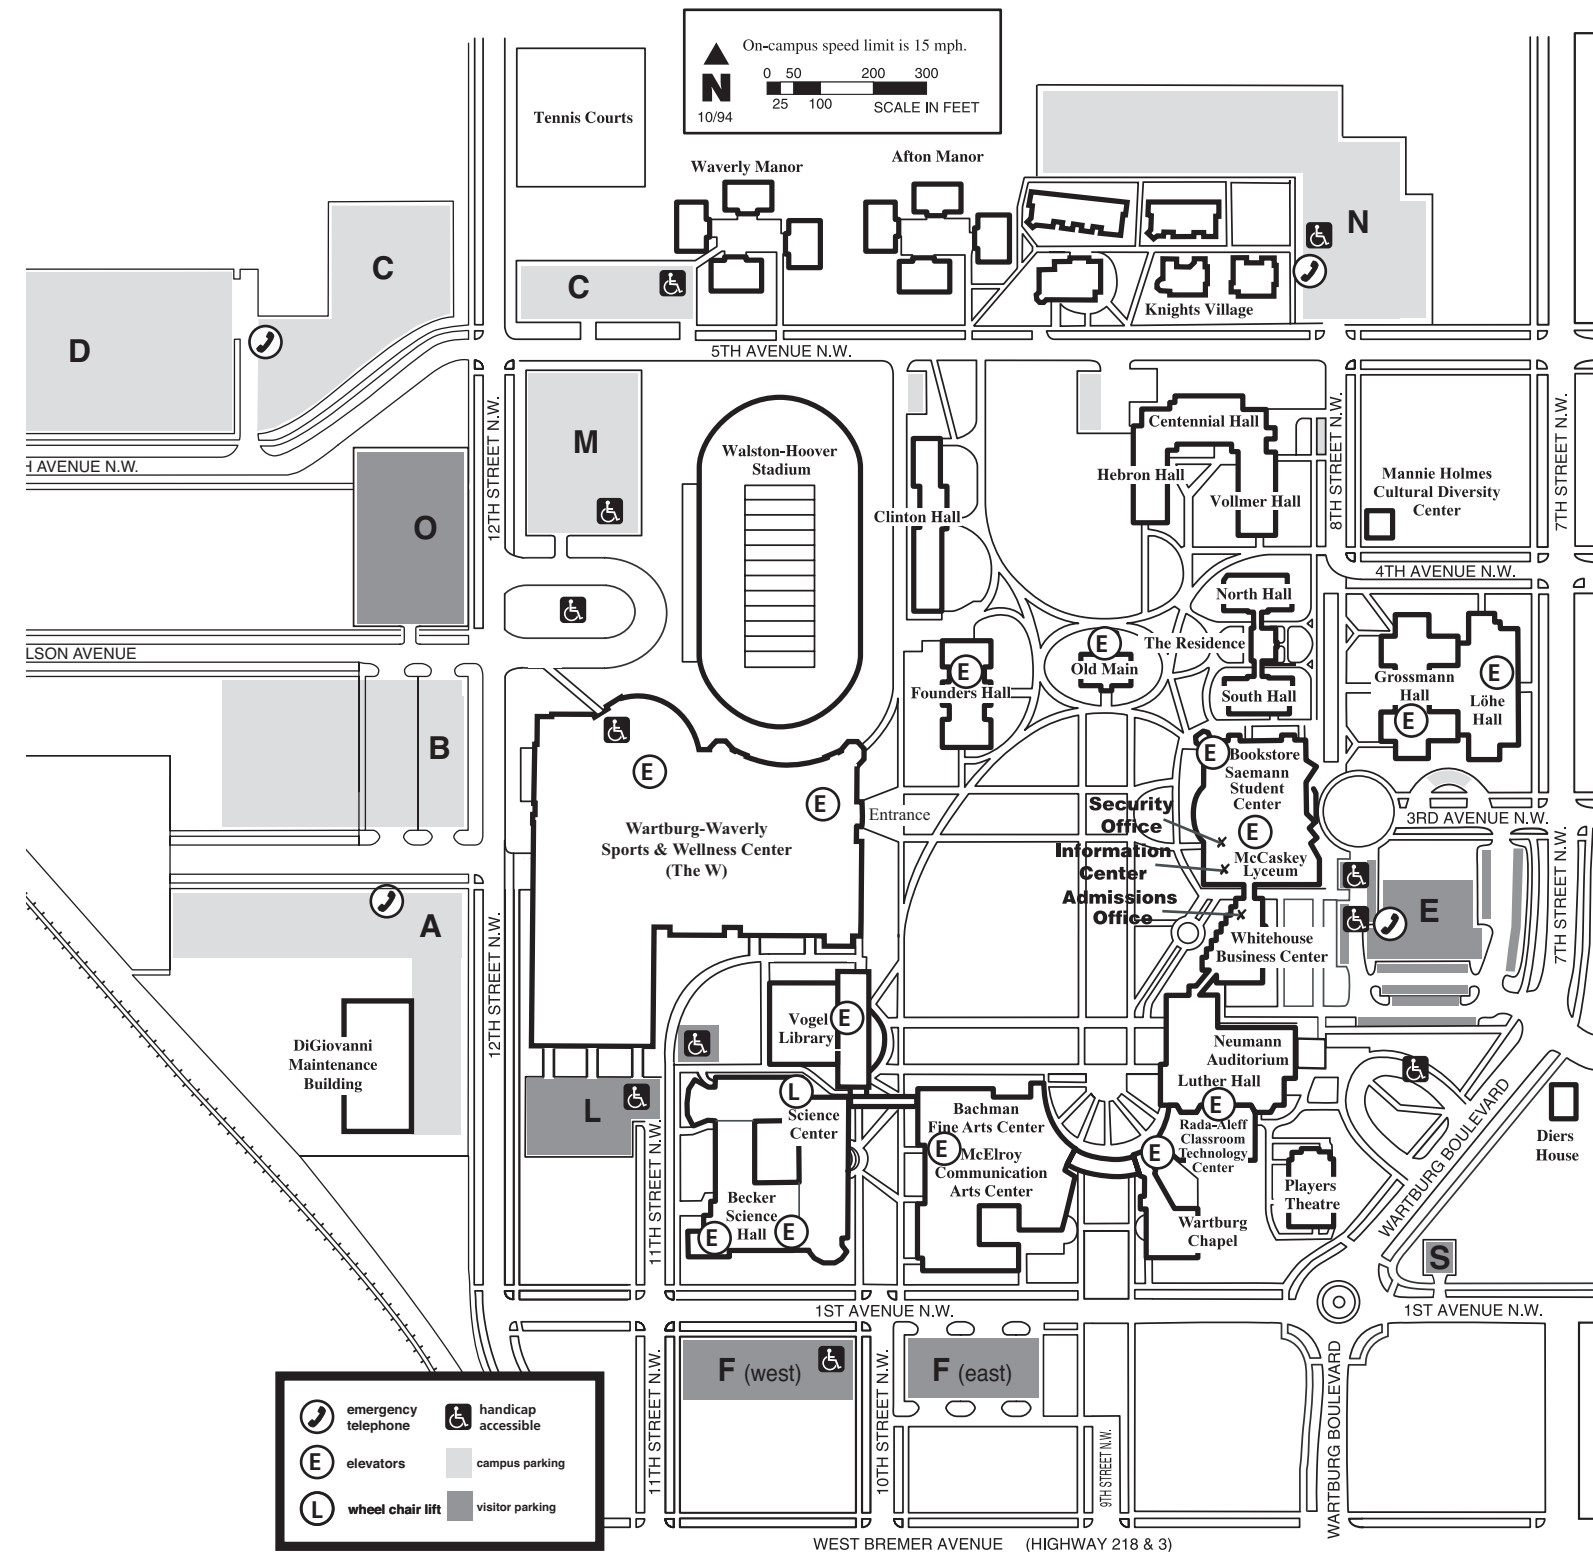 On-campus speed limit is 15 mph.
0 50 200 300
25 100 SCALE IN FEET
N
10/94
Tennis Courts
Waverly Manor
Afton Manor
N
C
C
Knights Village
D
5TH AVENUE N.W.
M
Walston-Hoover
Stadium
Centennial Hall
Hebron Hall
Vollmer Hall
Clinton Hall
8TH STREET N.W.
Mannie Holmes
Cultural Diversity
Center
7TH STREET N.W.
H AVENUE N.W.
12TH STREET N.W.
O
4TH AVENUE N.W.
North Hall
The Residence
South Hall
E
Old Main
E
Founders Hall
Grossmann
Hall
E
E
Löhe
Hall
LSON AVENUE
B
E
E
Wartburg-Waverly
Sports & Wellness Center
(The W)
Entrance
E
Bookstore
Saemann
Student
Center
E
McCaskey
Lyceum
Security
Office
Information
Center
Admissions
Office
3RD AVENUE N.W.
7TH STREET N.W.
E
Whitehouse
Business Center
A
12TH STREET N.W.
DiGiovanni
Maintenance
Building
Vogel
Library
E
Neumann
Auditorium
Luther Hall
E
Rada-Aleff
Classroom
Technology
Center
E
L
L
Science
Center
Bachman
Fine Arts Center
E
McElroy
Communication
Arts Center
Becker
Science
Hall
E
E
11TH STREET N.W.
Wartburg
Chapel
Players
Theatre
WARTBURG BOULEVARD
Diers
House
S
1ST AVENUE N.W.
1ST AVENUE N.W.
F (west)
F (east)
11TH STREET N.W.
10TH STREET N.W.
9TH STREET N.W.
WARTBURG BOULEVARD
WEST BREMER AVENUE (HIGHWAY 218 & 3)
emergency
telephone
handicap
accessible
E
elevators
campus parking
L
wheel chair lift
visitor parking